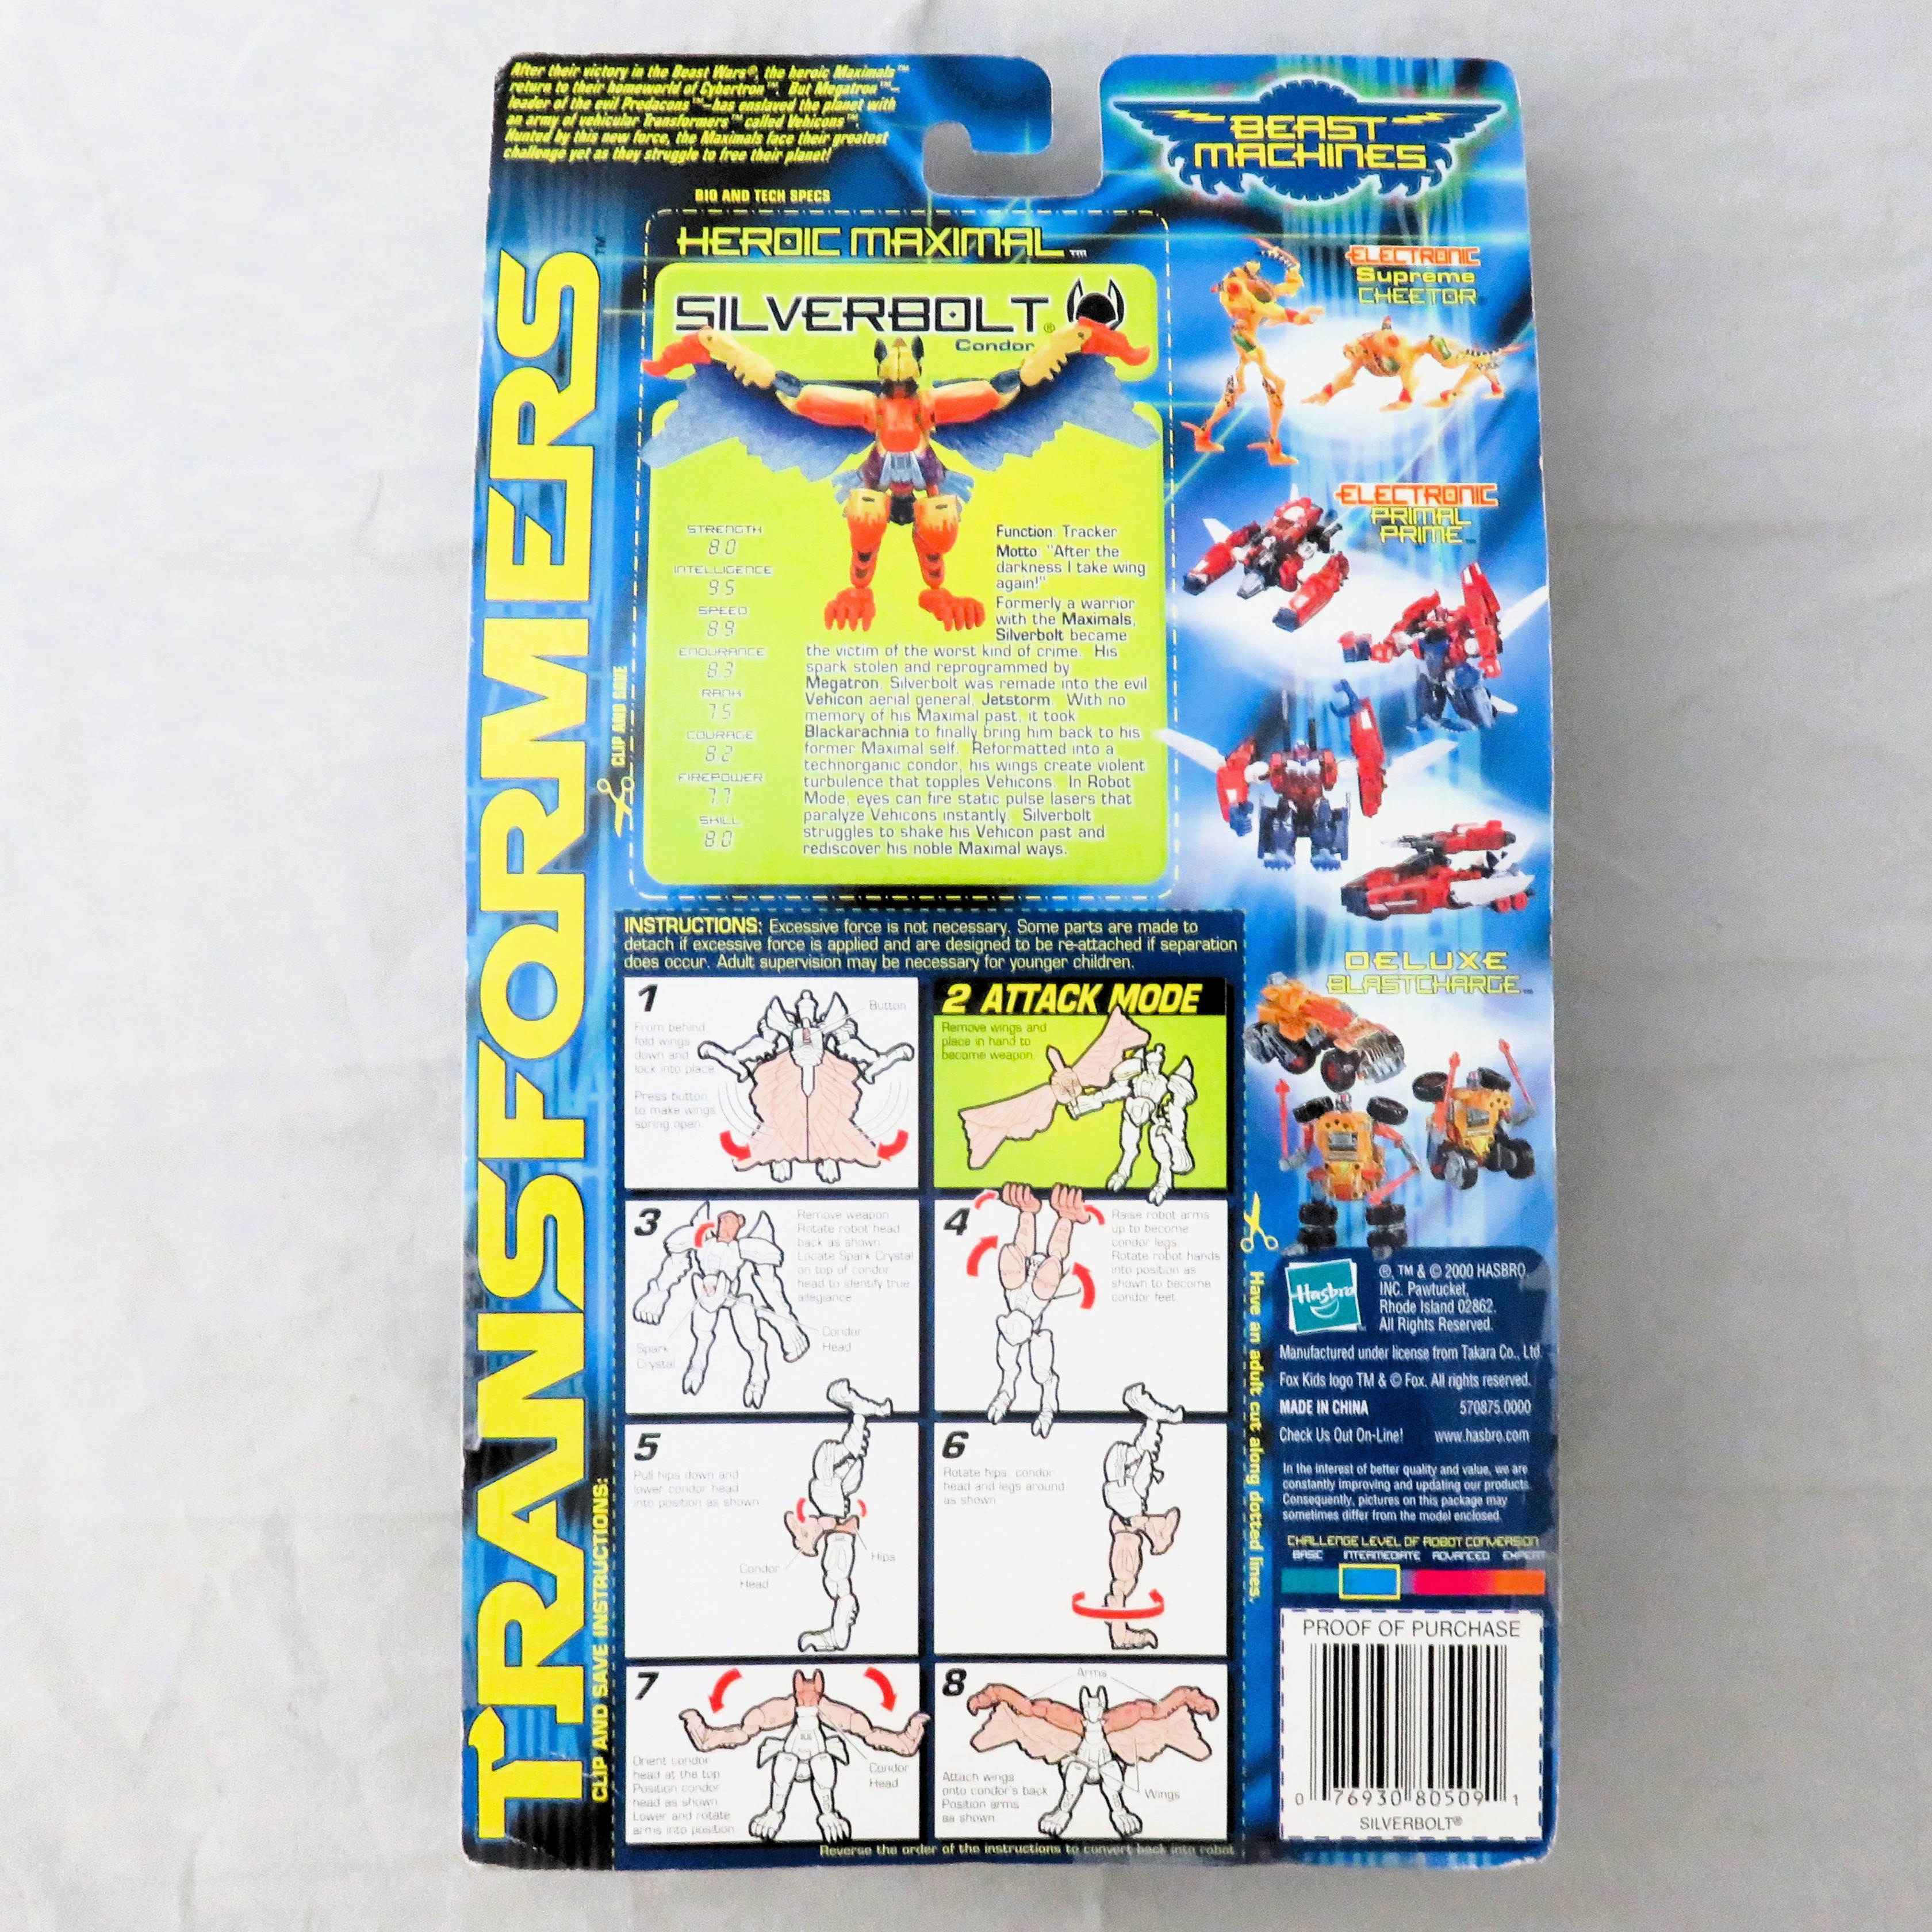 After their victory in the Beast Wars®, the heroic Maximals™
return to their homeworld of Cybertron™. But Megatron™–
leader of the evil Predacons™–has enslaved the planet with
an army of vehicular Transformers™ called Vehicons™.
Hunted by this new force, the Maximals face their greatest
challenge yet as they struggle to free their planet!
BEAST
MACHINES
TRANSFORMERS™
BIO AND TECH SPECS
HEROIC MAXIMAL™
SILVERBOLT®
Condor
STRENGTH
8.0
INTELLIGENCE
9.5
SPEED
8.9
ENDURANCE
8.3
RANK
7.5
COURAGE
8.2
FIREPOWER
7.7
SKILL
8.0
Function: Tracker
Motto: "After the
darkness I take wing
again!"
Formerly a warrior
with the Maximals,
Silverbolt became
the victim of the worst kind of crime. His
spark stolen and reprogrammed by
Megatron, Silverbolt was remade into the evil
Vehicon aerial general, Jetstorm. With no
memory of his Maximal past, it took
Blackarachnia to finally bring him back to his
former Maximal self. Reformatted into a
technorganic condor, his wings create violent
turbulence that topples Vehicons. In Robot
Mode, eyes can fire static pulse lasers that
paralyze Vehicons instantly. Silverbolt
struggles to shake his Vehicon past and
rediscover his noble Maximal ways.
CLIP AND SAVE
ELECTRONIC
Supreme
CHEETOR®
ELECTRONIC
PRIMAL
PRIME™
DELUXE
BLASTCHARGE™
INSTRUCTIONS: Excessive force is not necessary. Some parts are made to
detach if excessive force is applied and are designed to be re-attached if separation
does occur. Adult supervision may be necessary for younger children.
CLIP AND SAVE INSTRUCTIONS:
1
From behind,
fold wings
down and
lock into place.
Press button
to make wings
spring open.
Button
2 ATTACK MODE
Remove wings and
place in hand to
become weapon.
3
Remove weapon.
Rotate robot head
back as shown.
Locate Spark Crystal
on top of condor
head to identify true
allegiance.
Spark
Crystal
Condor
Head
4
Raise robot arms
up to become
condor legs.
Rotate robot hands
into position as
shown to become
condor feet.
5
Pull hips down and
lower condor head
into position as shown.
Condor
Head
Hips
6
Rotate hips, condor
head and legs around
as shown.
7
Orient condor
head at the top.
Position condor
head as shown.
Lower and rotate
arms into position.
Condor
Head
8
Arms
Attach wings
onto condor's back.
Position arms
as shown.
Wings
Reverse the order of the instructions to convert back into robot
Have an adult cut along dotted lines.
Hasbro
®, ™ & © 2000 HASBRO,
INC. Pawtucket,
Rhode Island 02862.
All Rights Reserved.
Manufactured under license from Takara Co., Ltd.
Fox Kids logo TM & © Fox. All rights reserved.
MADE IN CHINA 570875.0000
Check Us Out On-Line! www.hasbro.com
In the interest of better quality and value, we are
constantly improving and updating our products.
Consequently, pictures on this package may
sometimes differ from the model enclosed.
CHALLENGE LEVEL OF ROBOT CONVERSION
BASIC INTERMEDIATE ADVANCED EXPERT
PROOF OF PURCHASE
0 76930 80509 1
SILVERBOLT®